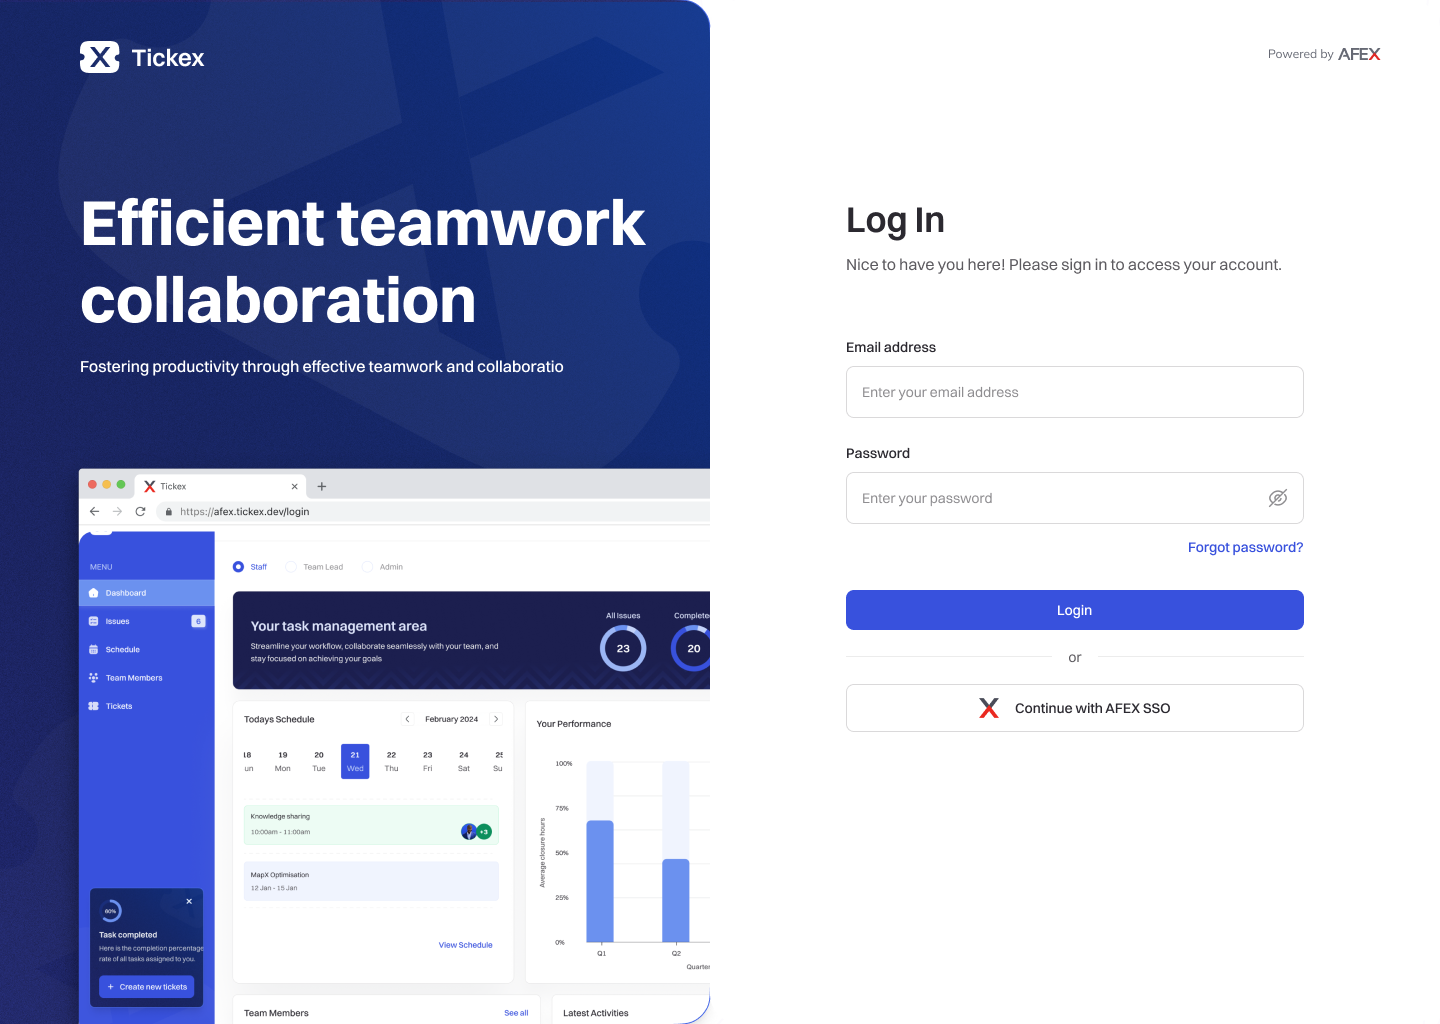 Tickex
Powered by AFEX
Efficient teamwork
collaboration
Fostering productivity through effective teamwork and collaboratio
Tickex
https://afex.tickex.dev/login
MENU
Dashboard
Issues 6
Schedule
Team Members
Tickets
60%
Task completed
Here is the completion percentage
rate of all tasks assigned to you.
+ Create new tickets
Staff Team Lead Admin
Your task management area
Streamline your workflow, collaborate seamlessly with your team, and
stay focused on achieving your goals
All Issues
23
Complete
20
Todays Schedule
February 2024
18 19 20 21 22 23 24 25
un Mon Tue Wed Thu Fri Sat Su
Knowledge sharing
10:00am - 11:00am
+3
MapX Optimisation
12 Jan - 15 Jan
View Schedule
Your Performance
Average closure hours
100%
75%
50%
25%
0%
Q1 Q2
Quarter
Team Members
See all
Latest Activities
Log In
Nice to have you here! Please sign in to access your account.
Email address
Enter your email address
Password
Enter your password
Forgot password?
Login
or
Continue with AFEX SSO